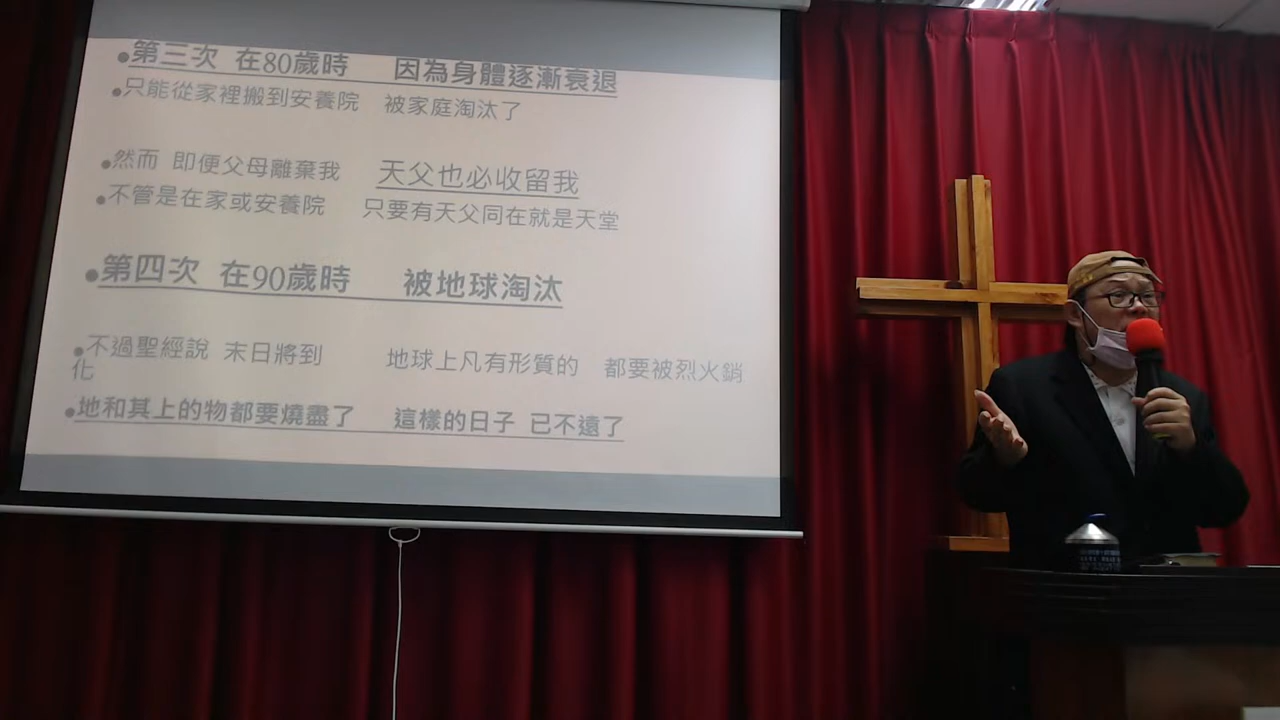 •第三次 在80歲時 因為身體逐漸衰退
•只能從家裡搬到安養院 被家庭淘汰了
•然而 即便父母離棄我 天父也必收留我
•不管是在家或安養院 只要有天父同在就是天堂
•第四次 在90歲時 被地球淘汰
•不過聖經說 末日將到 地球上凡有形質的 都要被烈火銷
化
•地和其上的物都要燒盡了 這樣的日子 已不遠了